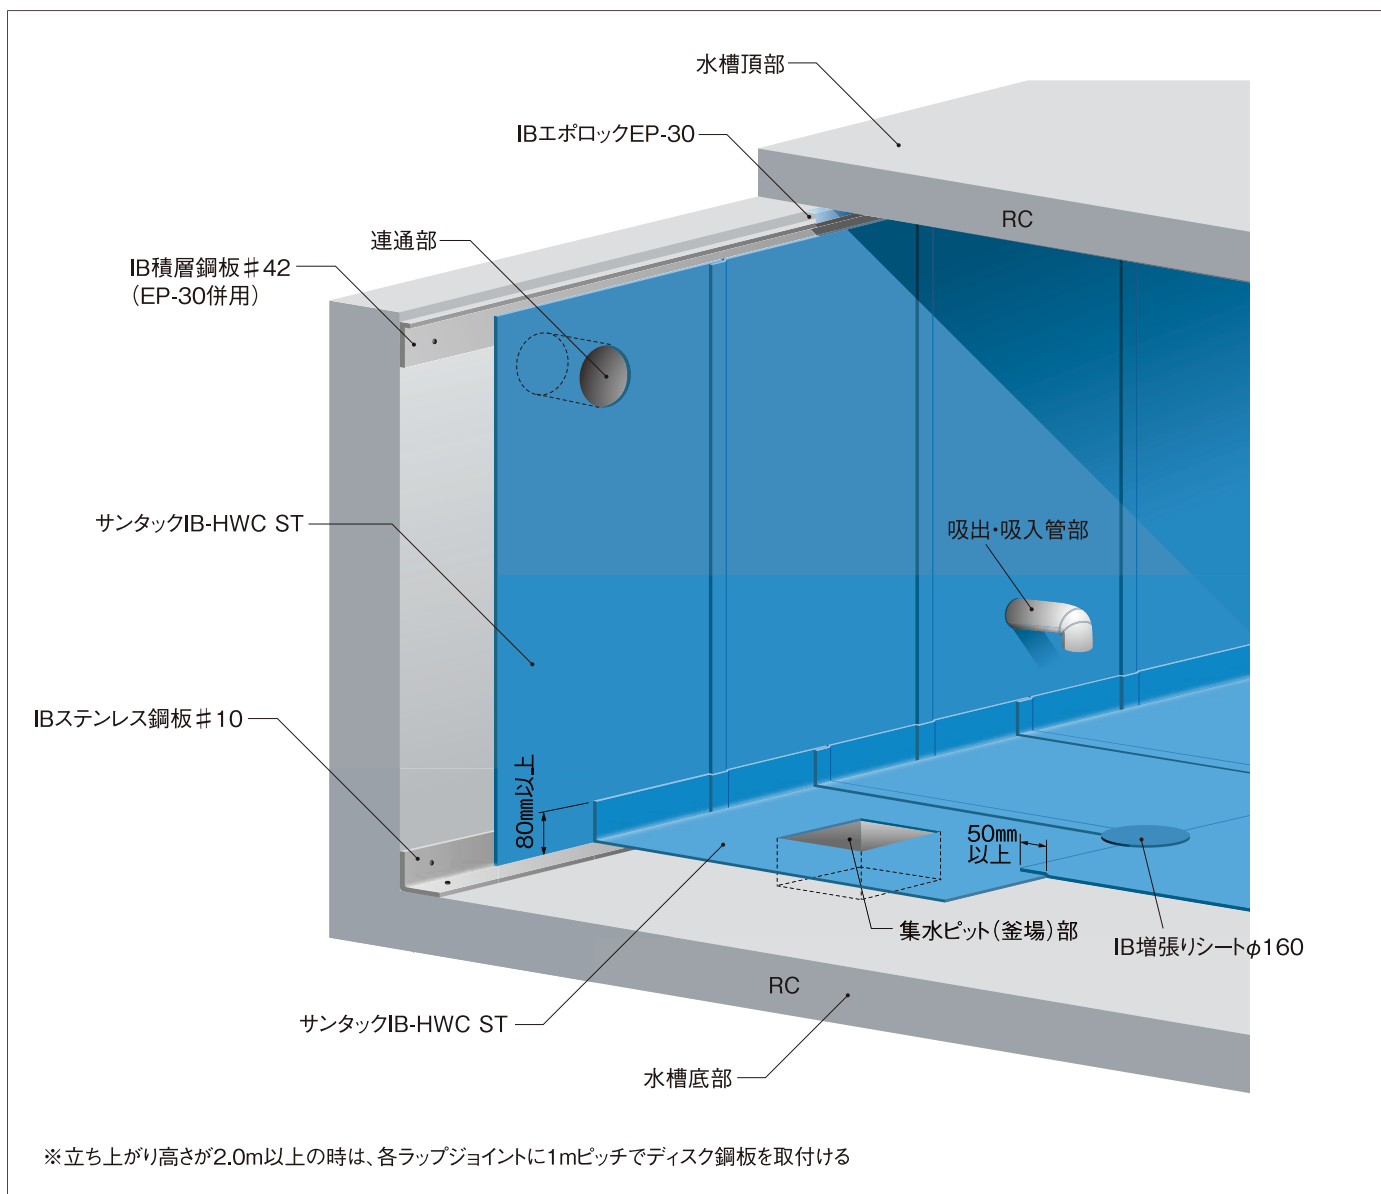 水槽頂部
IBエポロックEP-30
RC
連通部
IB積層鋼板♯42
（EP-30併用）
サンタックIB-HWC ST
吸出・吸入管部
IBステンレス鋼板♯10
80㎜以上
50㎜
以上
集水ピット（釜場）部
IB増張りシートφ160
RC
サンタックIB-HWC ST
水槽底部
※立ち上がり高さが2.0m以上の時は、各ラップジョイントに1mピッチでディスク鋼板を取付ける